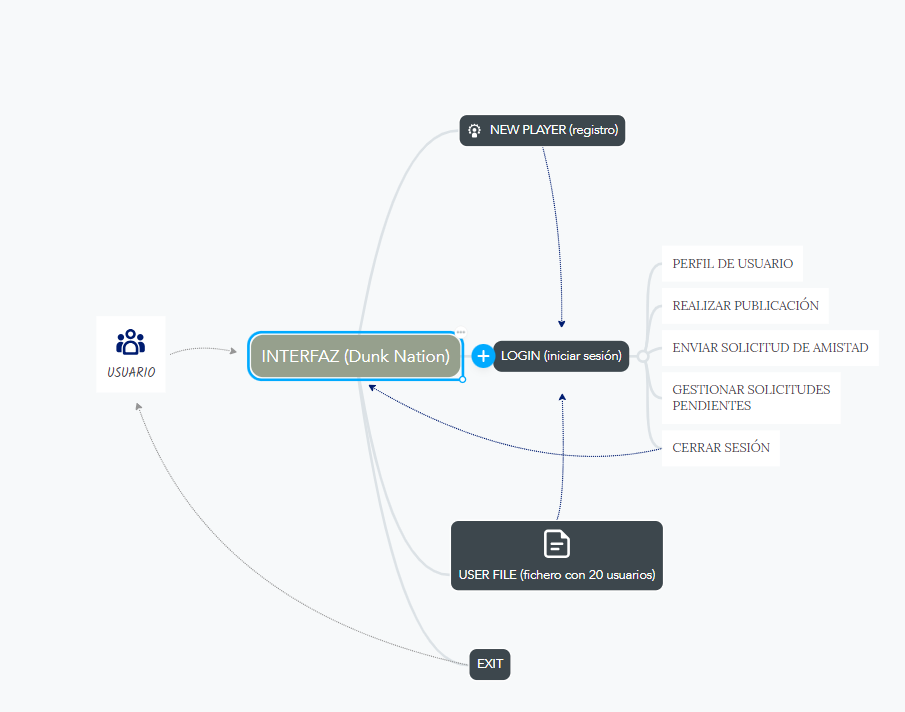 NEW PLAYER (registro)
PERFIL DE USUARIO
REALIZAR PUBLICACIÓN
USUARIO
INTERFAZ (Dunk Nation)
LOGIN (iniciar sesión)
ENVIAR SOLICITUD DE AMISTAD
GESTIONAR SOLICITUDES
PENDIENTES
CERRAR SESIÓN
USER FILE (fichero con 20 usuarios)
EXIT